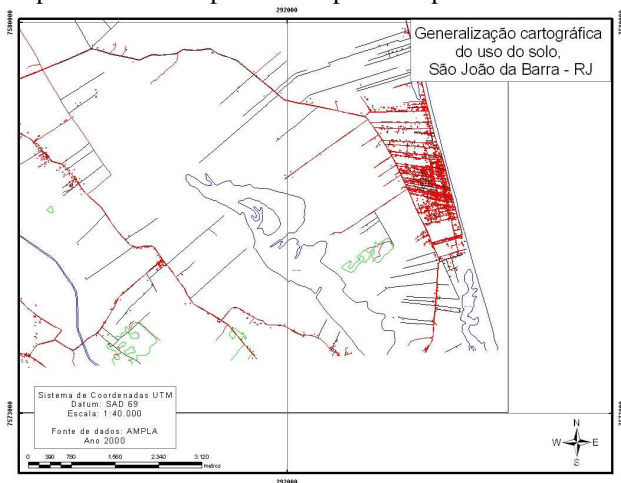 292000
7580000
Generalização cartográfica
do uso do solo,
São João da Barra - RJ
Sistema de Coordenadas UTM
Datum: SAD 69
Escala: 1:40.000
Fonte de dados: AMPLA
Ano 2000
N
W
E
S
7573000
0 390 780 1.560 2.340 3.120
metros
292000